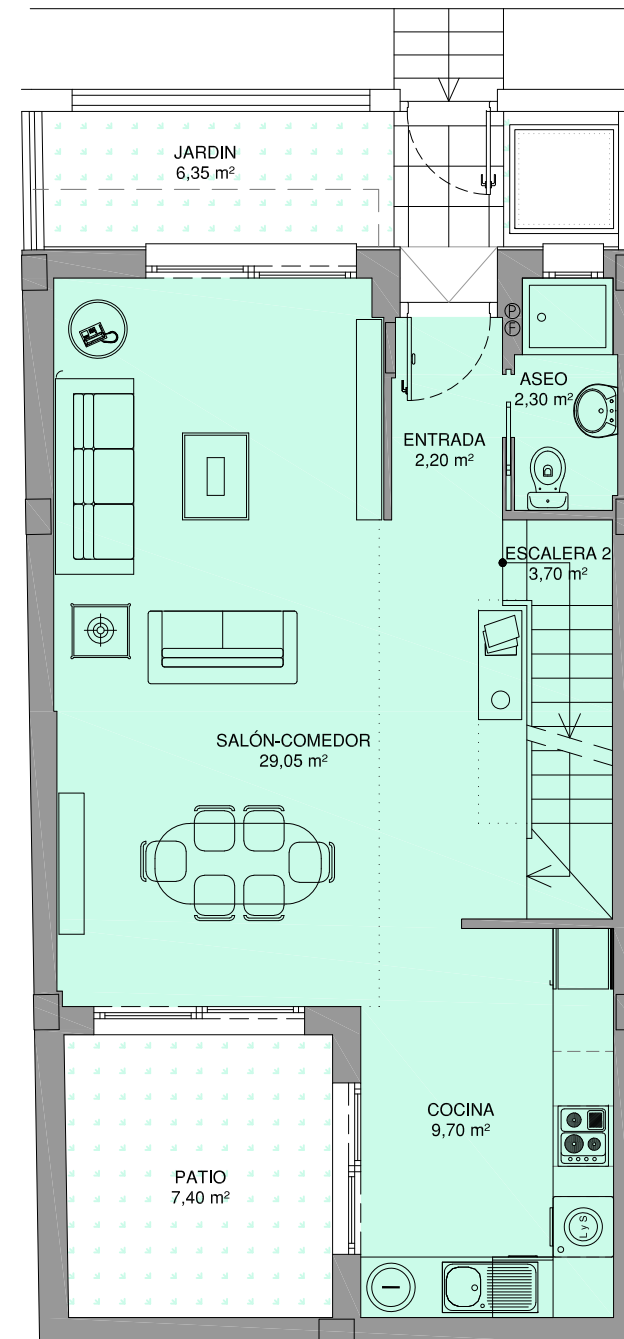 JARDIN
6,35 m²
P
F
ASEO
2,30 m²
ENTRADA
2,20 m²
ESCALERA 2
3,70 m²
SALÓN-COMEDOR
29,05 m²
COCINA
9,70 m²
PATIO
7,40 m²
L y S